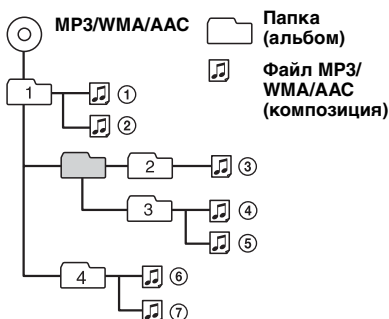 MP3/WMA/AAC
Папка
(альбом)
Файл MP3/
WMA/AAC
(композиция)
1
①
②
2
③
3
④
⑤
4
⑥
⑦